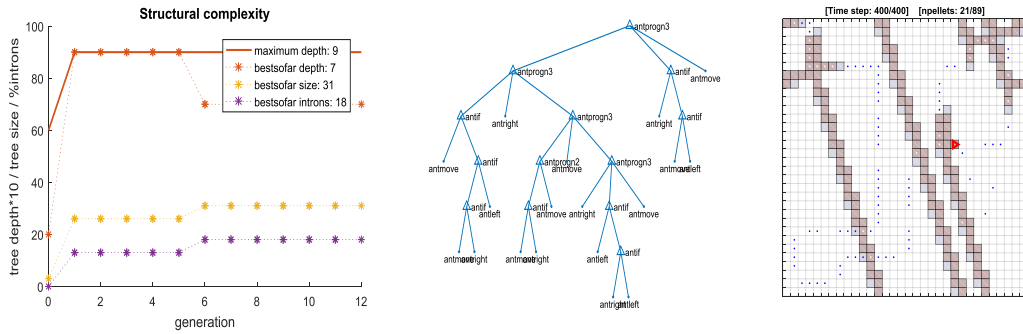 Structural complexity
tree depth*10 / tree size / %introns
100
80
60
40
20
0
0 2 4 6 8 10 12
generation
maximum depth: 9
bestsofar depth: 7
bestsofar size: 31
bestsofar introns: 18
antprogn3
antprogn3 antif antmove
antif antright antprogn3 antright antif
antmove antif antprogn2 antmove antprogn3 antmove antleft
antif antleft antif antmove antright antif antmove
antmove antright antmove antright antleft antif
antright antleft
[Time step: 400/400] [npellets: 21/89]